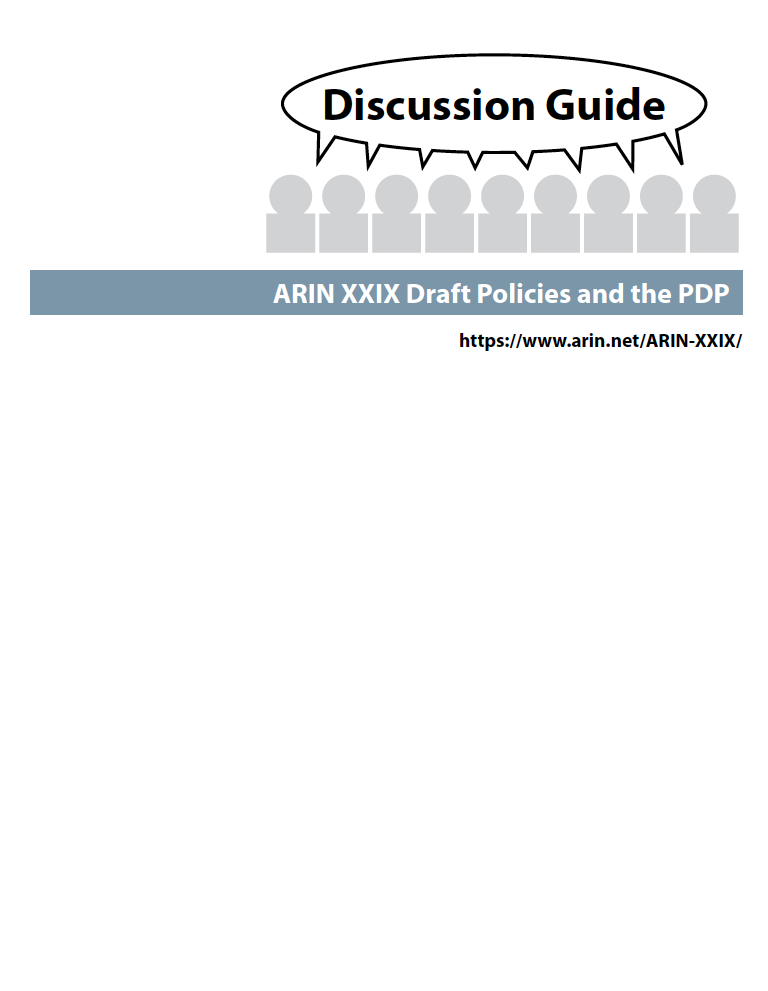 Discussion Guide
ARIN XXIX Draft Policies and the PDP
https://www.arin.net/ARIN-XXIX/